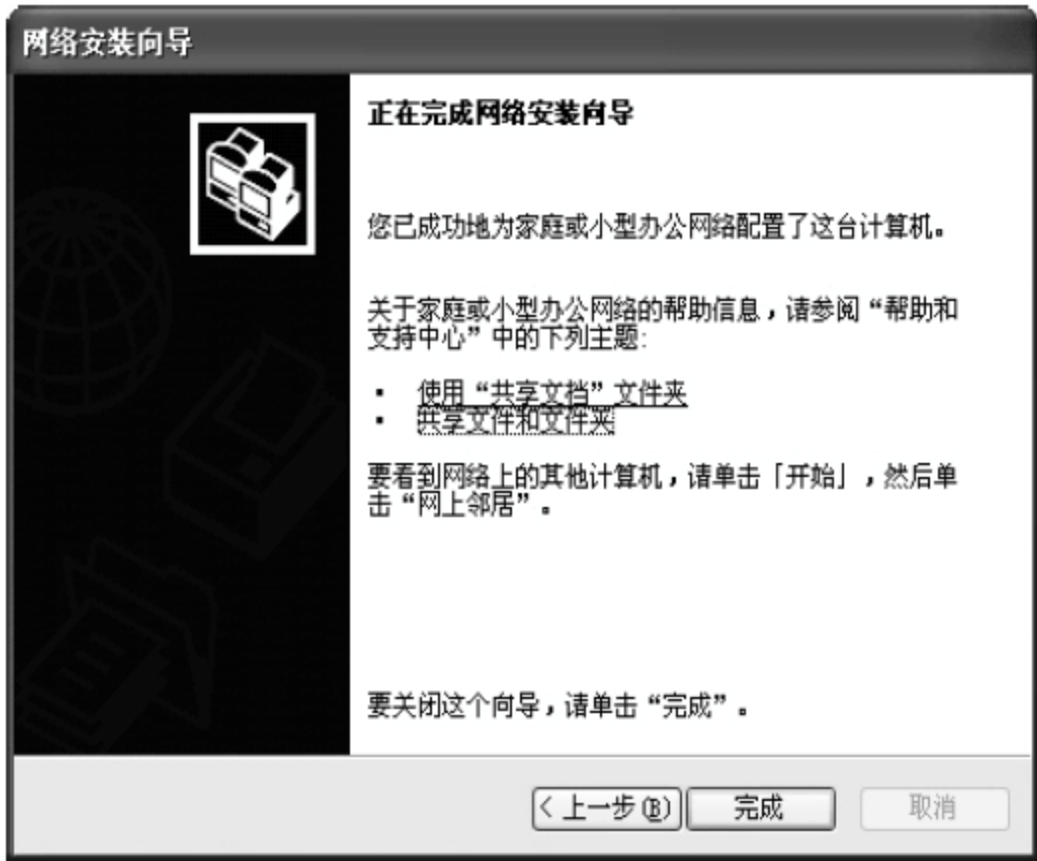 网络安装向导
正在完成网络安装向导
您已成功地为家庭或小型办公网络配置了这台计算机。
关于家庭或小型办公网络的帮助信息，请参阅“帮助和
支持中心”中的下列主题:
▪ 使用“共享文档”文件夹
▪ 共享文件和文件夹
要看到网络上的其他计算机，请单击「开始」，然后单
击“网上邻居”。
要关闭这个向导，请单击“完成”。
< 上一步(B) 完成 取消